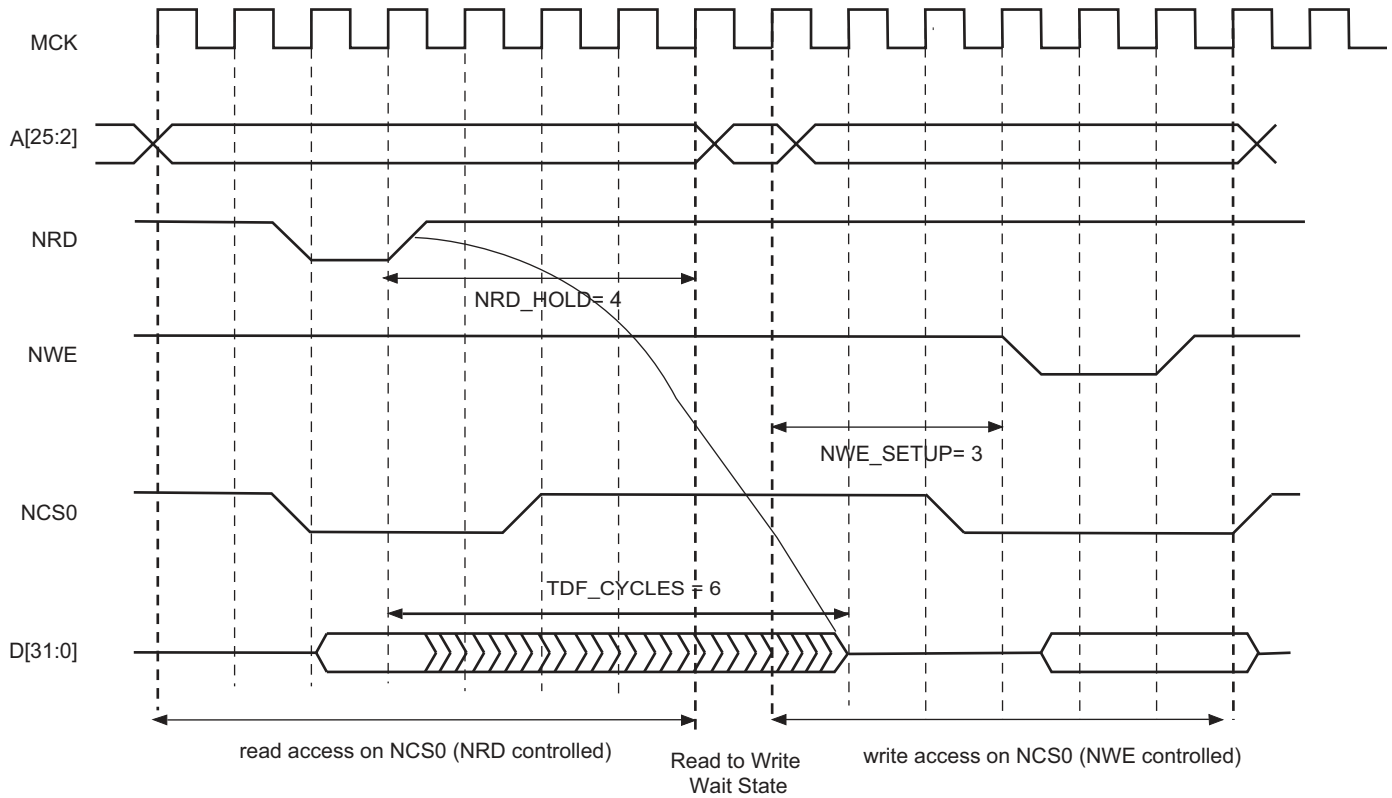 MCK
A[25:2]
NRD
NRD_HOLD= 4
NWE
NWE_SETUP= 3
NCS0
TDF_CYCLES = 6
D[31:0]
read access on NCS0 (NRD controlled)
Read to Write
Wait State
write access on NCS0 (NWE controlled)